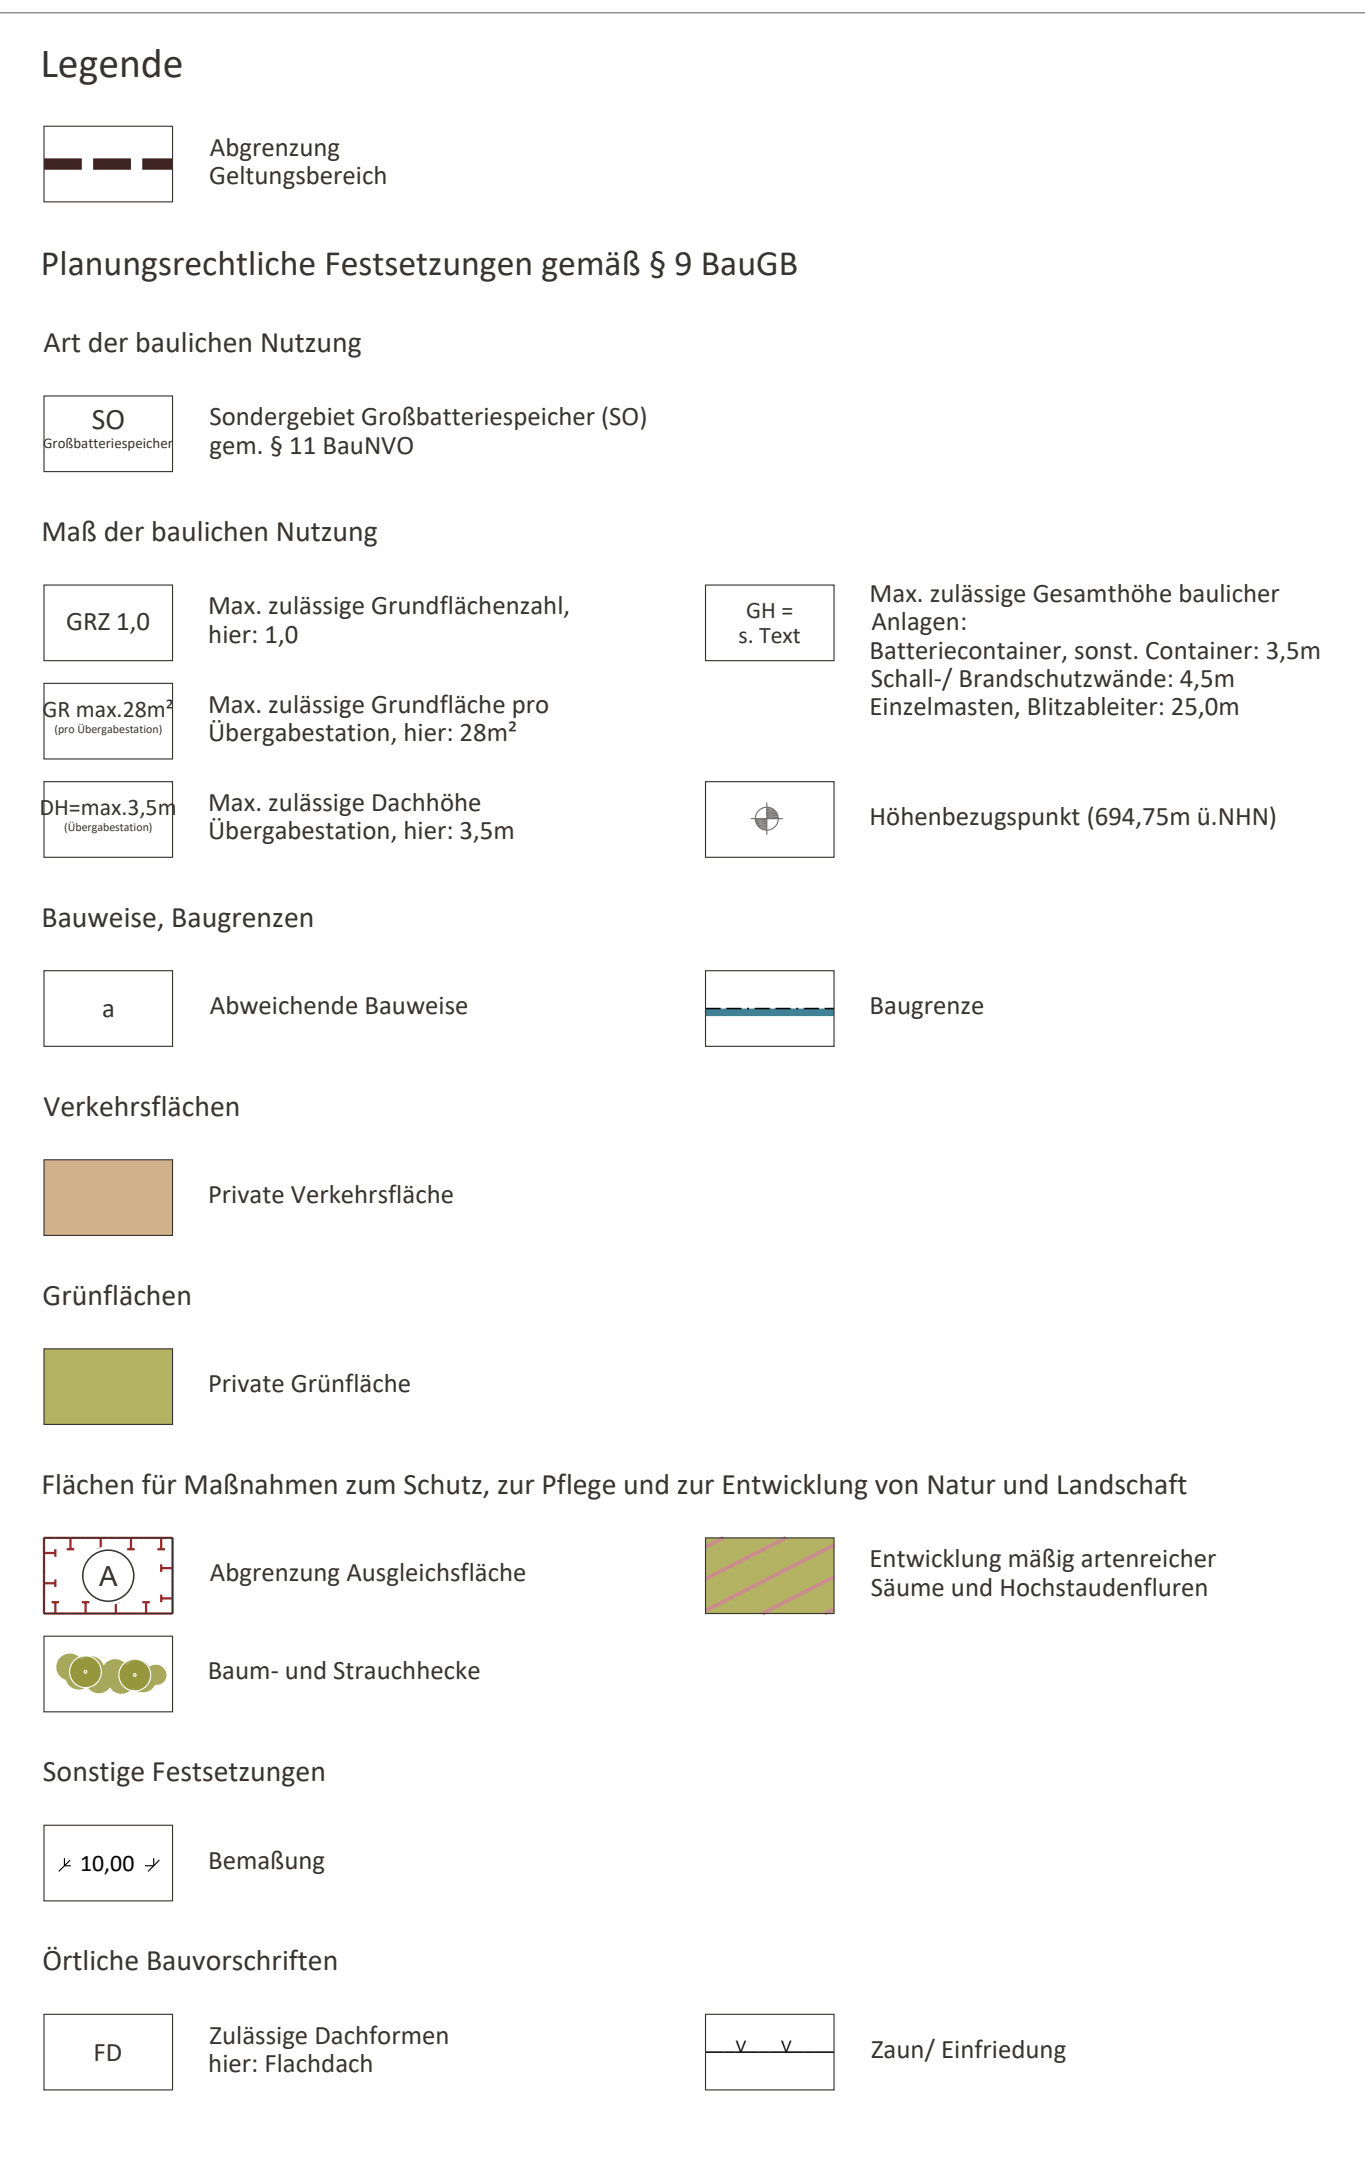 Legende
Abgrenzung
Geltungsbereich
Planungsrechtliche Festsetzungen gemäß § 9 BauGB
Art der baulichen Nutzung
SO
Großbatteriespeicher
Sondergebiet Großbatteriespeicher (SO)
gem. § 11 BauNVO
Maß der baulichen Nutzung
GRZ 1,0
Max. zulässige Grundflächenzahl,
hier: 1,0
GH =
s. Text
Max. zulässige Gesamthöhe baulicher
Anlagen:
Batteriecontainer, sonst. Container: 3,5m
Schall-/ Brandschutzwände: 4,5m
Einzelmasten, Blitzableiter: 25,0m
GR max.28m²
(pro Übergabestation)
Max. zulässige Grundfläche pro
Übergabestation, hier: 28m²
DH=max.3,5m
(Übergabestation)
Max. zulässige Dachhöhe
Übergabestation, hier: 3,5m
Höhenbezugspunkt (694,75m ü.NHN)
Bauweise, Baugrenzen
a
Abweichende Bauweise
Baugrenze
Verkehrsflächen
Private Verkehrsfläche
Grünflächen
Private Grünfläche
Flächen für Maßnahmen zum Schutz, zur Pflege und zur Entwicklung von Natur und Landschaft
A
Abgrenzung Ausgleichsfläche
Entwicklung mäßig artenreicher
Säume und Hochstaudenfluren
Baum- und Strauchhecke
Sonstige Festsetzungen
10,00
Bemaßung
Örtliche Bauvorschriften
FD
Zulässige Dachformen
hier: Flachdach
Zaun/ Einfriedung